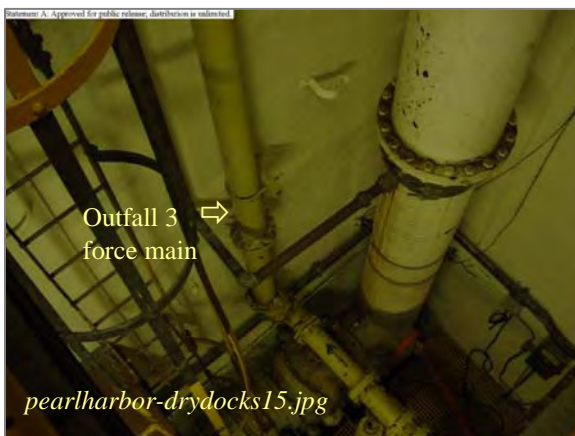 Statement A: Approved for public release; distribution is unlimited.
Outfall 3
force main
pearlharbor-drydocks15.jpg